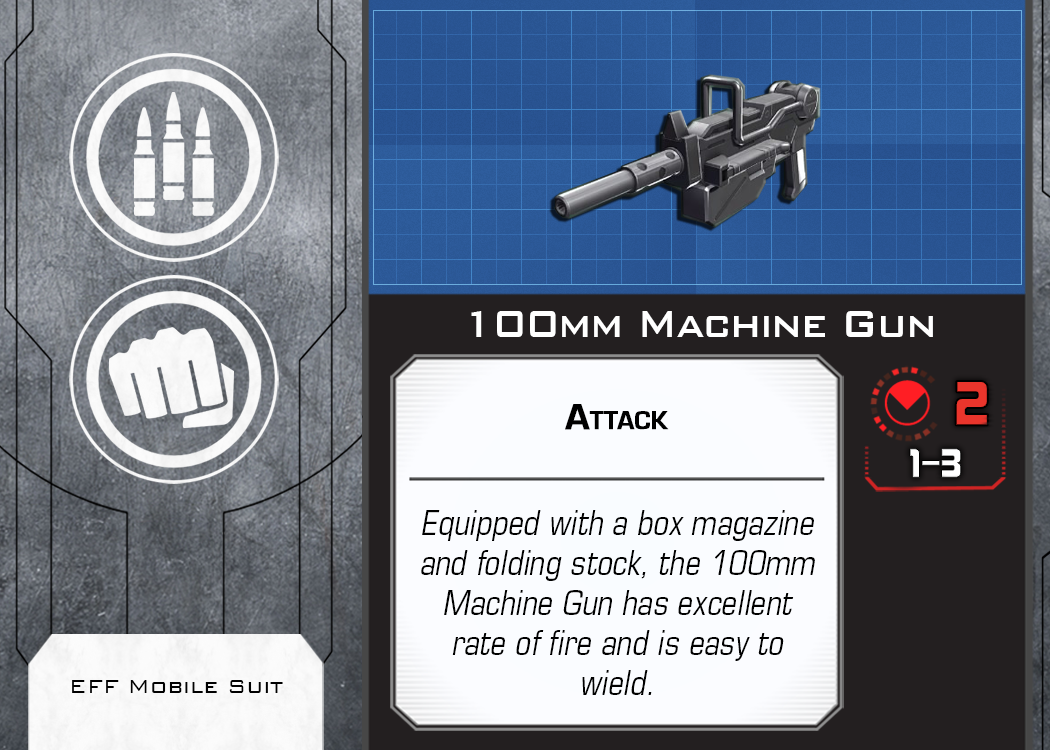 100mm Machine Gun
Attack
2
1–3
Equipped with a box magazine
and folding stock, the 100mm
Machine Gun has excellent
rate of fire and is easy to
wield.
EFF Mobile Suit